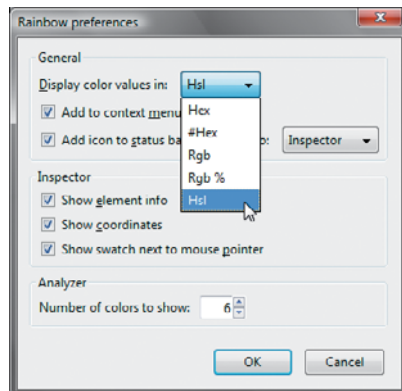 Rainbow preferences
General
Display color values in: Hsl
Add to context menu
Hex
#Hex
Add icon to status ba o: Inspector
Rgb
Rgb %
Hsl
Inspector
Show element info
Show coordinates
Show swatch next to mouse pointer
Analyzer
Number of colors to show: 6
OK Cancel